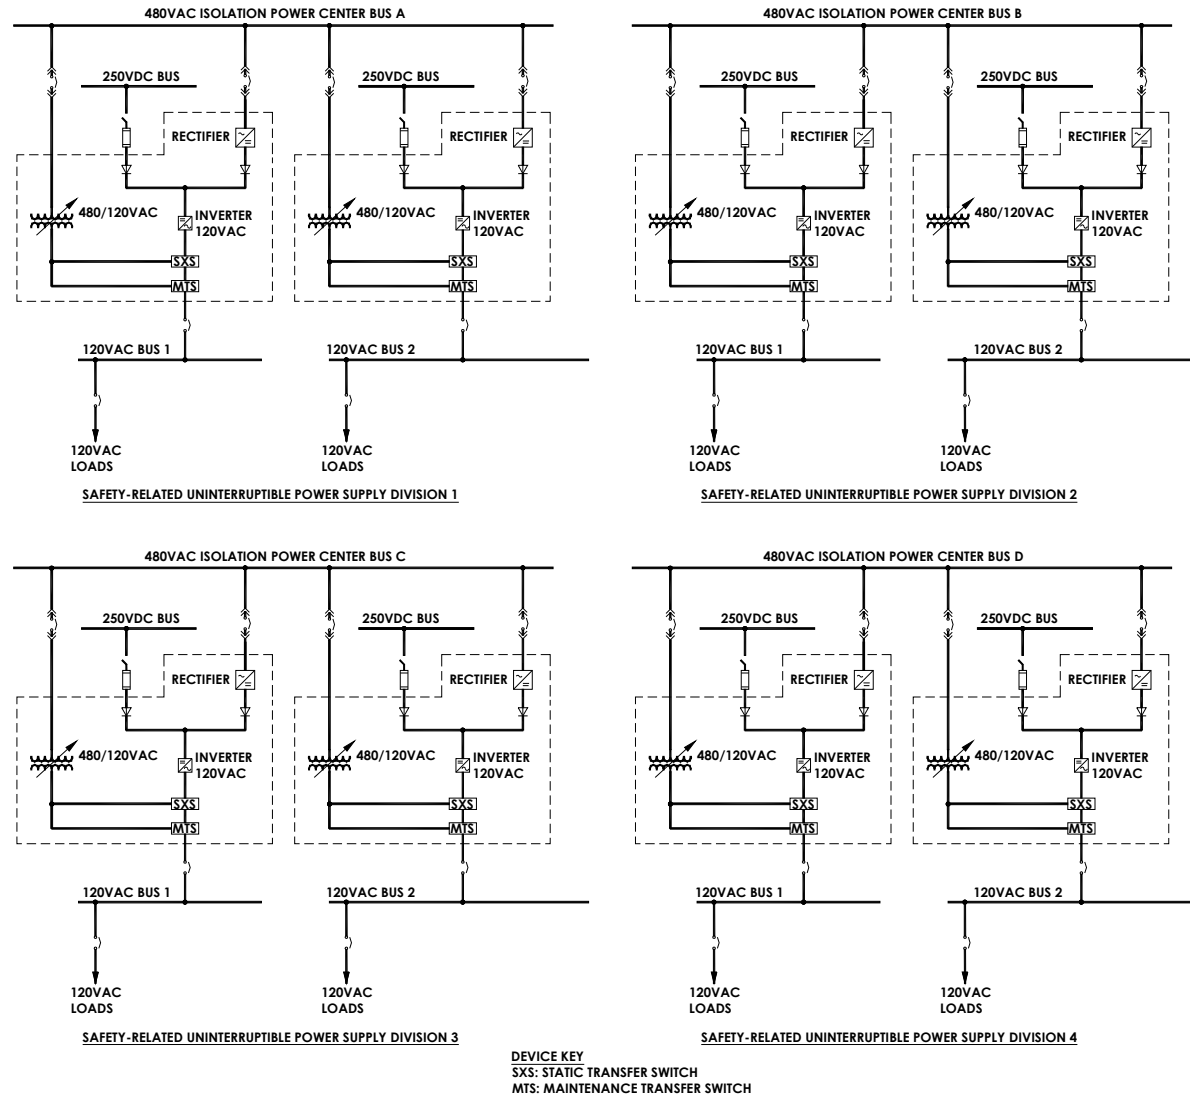 480VAC ISOLATION POWER CENTER BUS A
250VDC BUS
250VDC BUS
RECTIFIER
RECTIFIER
480/120VAC
INVERTER
120VAC
480/120VAC
INVERTER
120VAC
SXS
SXS
MTS
MTS
120VAC BUS 1
120VAC BUS 2
120VAC
LOADS
120VAC
LOADS
SAFETY-RELATED UNINTERRUPTIBLE POWER SUPPLY DIVISION 1
480VAC ISOLATION POWER CENTER BUS B
250VDC BUS
250VDC BUS
RECTIFIER
RECTIFIER
480/120VAC
INVERTER
120VAC
480/120VAC
INVERTER
120VAC
SXS
SXS
MTS
MTS
120VAC BUS 1
120VAC BUS 2
120VAC
LOADS
120VAC
LOADS
SAFETY-RELATED UNINTERRUPTIBLE POWER SUPPLY DIVISION 2
480VAC ISOLATION POWER CENTER BUS C
250VDC BUS
250VDC BUS
RECTIFIER
RECTIFIER
480/120VAC
INVERTER
120VAC
480/120VAC
INVERTER
120VAC
SXS
SXS
MTS
MTS
120VAC BUS 1
120VAC BUS 2
120VAC
LOADS
120VAC
LOADS
SAFETY-RELATED UNINTERRUPTIBLE POWER SUPPLY DIVISION 3
480VAC ISOLATION POWER CENTER BUS D
250VDC BUS
250VDC BUS
RECTIFIER
RECTIFIER
480/120VAC
INVERTER
120VAC
480/120VAC
INVERTER
120VAC
SXS
SXS
MTS
MTS
120VAC BUS 1
120VAC BUS 2
120VAC
LOADS
120VAC
LOADS
SAFETY-RELATED UNINTERRUPTIBLE POWER SUPPLY DIVISION 4
DEVICE KEY
SXS: STATIC TRANSFER SWITCH
MTS: MAINTENANCE TRANSFER SWITCH